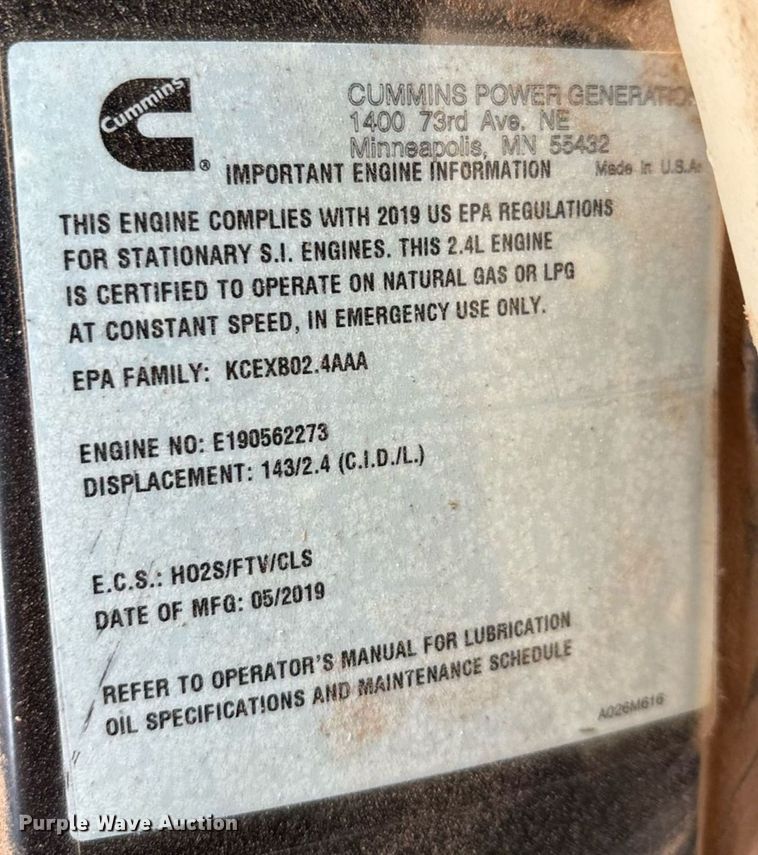 Cummins
®
CUMMINS POWER GENERATION
1400 73rd Ave. NE
Minneapolis, MN 55432
IMPORTANT ENGINE INFORMATION Made in U.S.A.
THIS ENGINE COMPLIES WITH 2019 US EPA REGULATIONS
FOR STATIONARY S.I. ENGINES. THIS 2.4L ENGINE
IS CERTIFIED TO OPERATE ON NATURAL GAS OR LPG
AT CONSTANT SPEED, IN EMERGENCY USE ONLY.
EPA FAMILY: KCEXB02.4AAA
ENGINE NO: E190562273
DISPLACEMENT: 143/2.4 (C.I.D./L.)
E.C.S.: HO2S/FTV/CLS
DATE OF MFG: 05/2019
REFER TO OPERATOR'S MANUAL FOR LUBRICATION
OIL SPECIFICATIONS AND MAINTENANCE SCHEDULE
A026M616
Purple Wave Auction